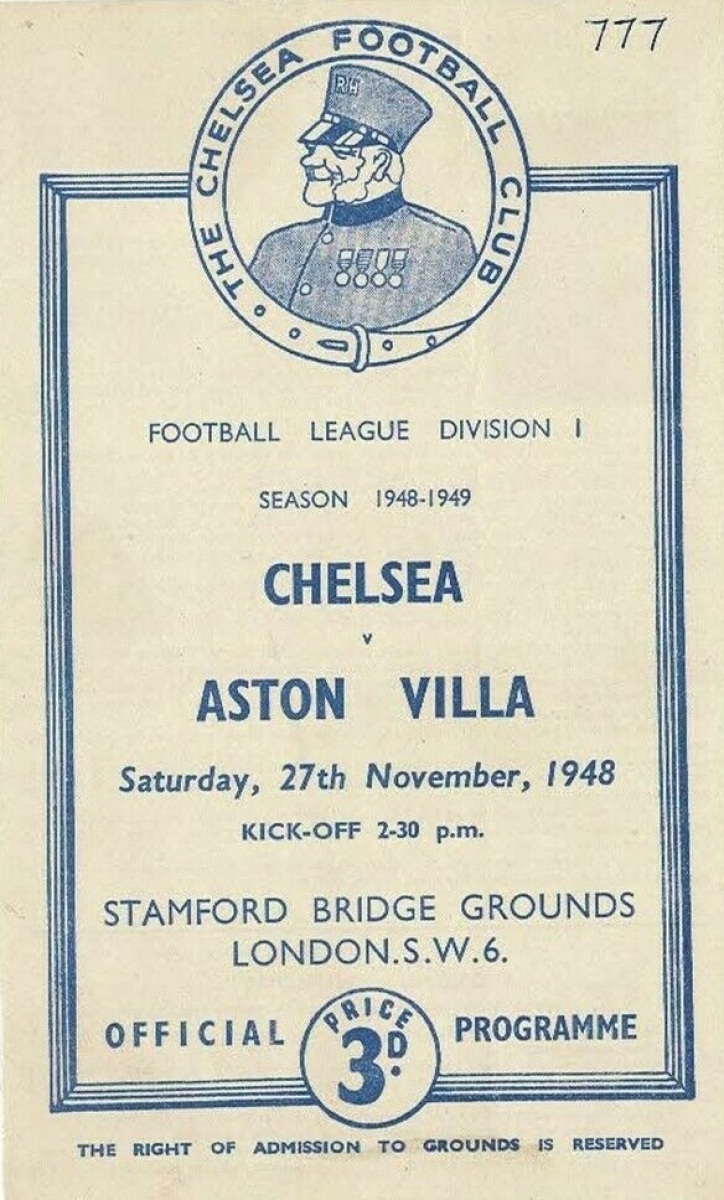 777
THE CHELSEA FOOTBALL CLUB
RH
FOOTBALL LEAGUE DIVISION I
SEASON 1948-1949
CHELSEA
v
ASTON VILLA
Saturday, 27th November, 1948
KICK-OFF 2-30 p.m.
STAMFORD BRIDGE GROUNDS
LONDON.S.W.6.
OFFICIAL PRICE 3D. PROGRAMME
THE RIGHT OF ADMISSION TO GROUNDS IS RESERVED